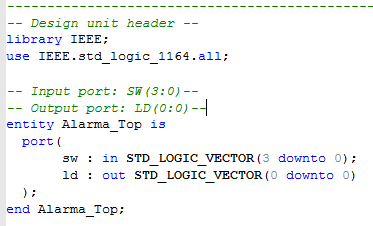 -----------------------------------------------
-- Design unit header --
library IEEE;
use IEEE.std_logic_1164.all;
-- Input port: SW(3:0)--
-- Output port: LD(0:0)--
entity Alarma_Top is
port(
sw : in STD_LOGIC_VECTOR(3 downto 0);
ld : out STD_LOGIC_VECTOR(0 downto 0)
);
end Alarma_Top;